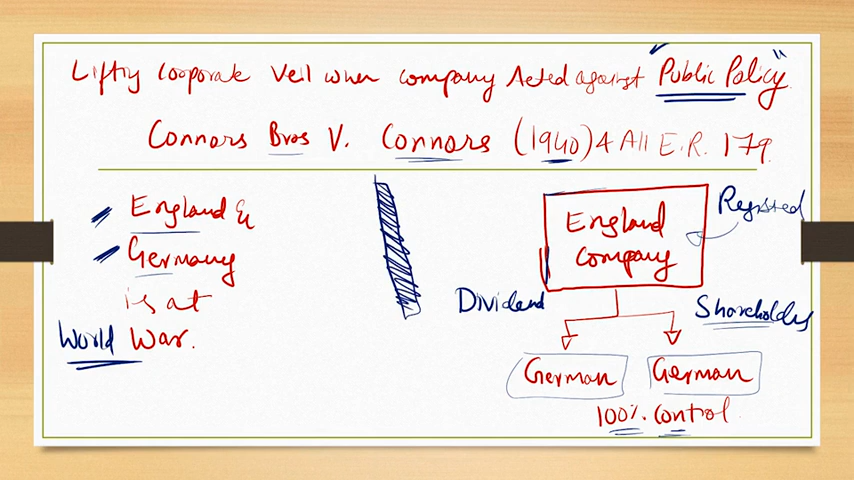 Lifting Corporate Veil when company Acted against "Public Policy"
Connors Bros V. Connors (1940) 4 All E.R. 179.
England &
Germany
is at
World War.
England
Company
Registered
Dividend
Shareholders
German German
100% control